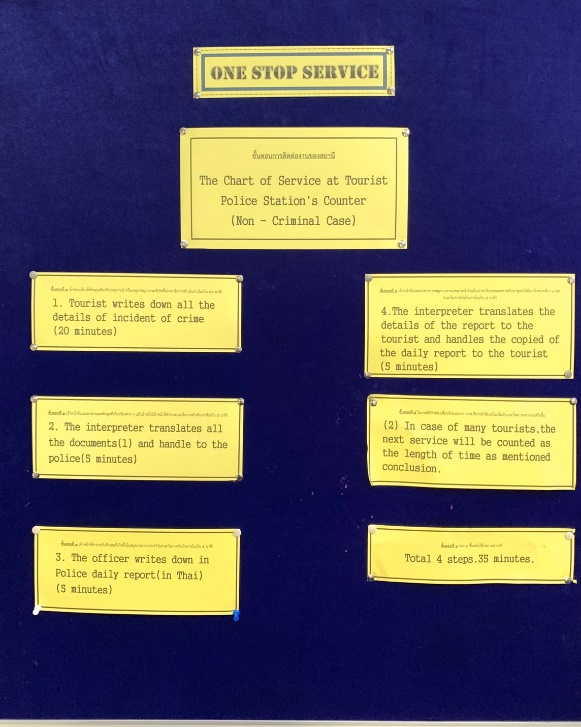 ONE STOP SERVICE
ขั้นตอนการติดต่องานของสถานี
The Chart of Service at Tourist
Police Station's Counter
(Non - Criminal Case)
1. Tourist writes down all the
details of incident of crime
(20 minutes)
2. The interpreter translates all
the documents(1) and handle to the
police(5 minutes)
3. The officer writes down in
Police daily report(in Thai)
(5 minutes)
4.The interpreter translates the
details of the report to the
tourist and handles the copied of
the daily report to the tourist
(5 minutes)
(2) In case of many tourists,the
next service will be counted as
the length of time as mentioned
conclusion.
Total 4 steps.35 minutes.